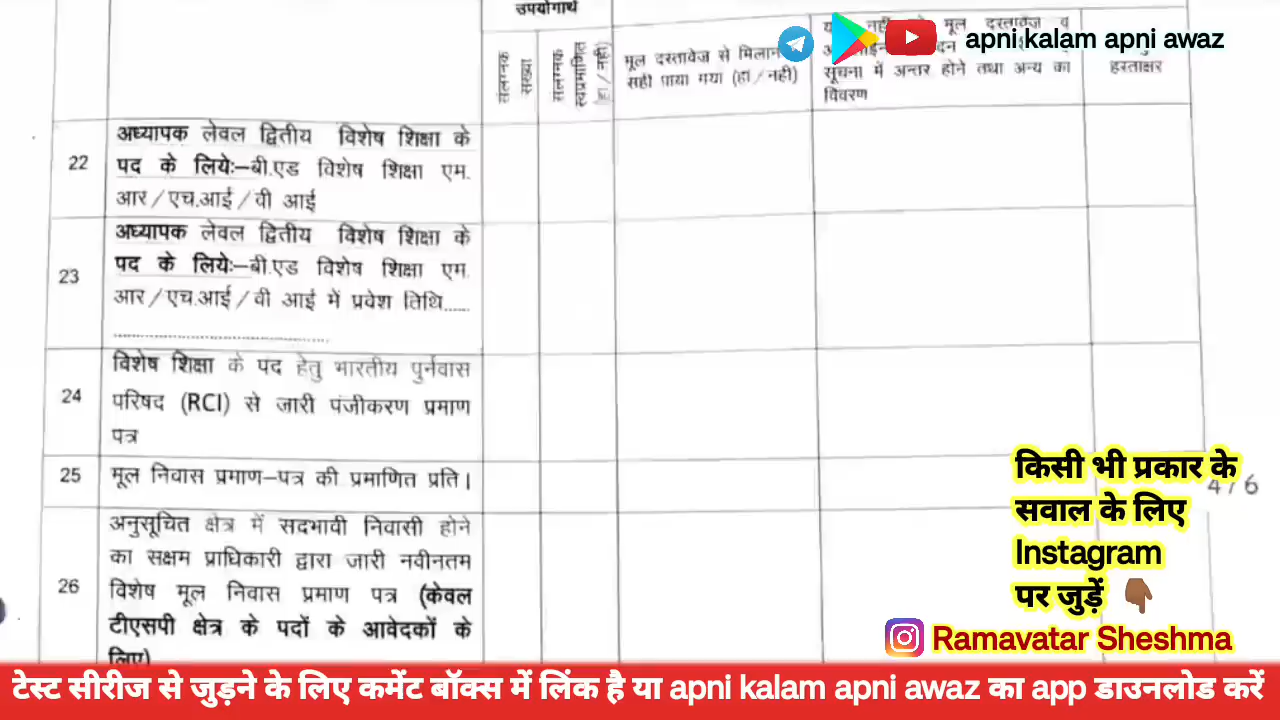 उपयोगार्थ
apni kalam apni awaz
संलग्नक संख्या
संलग्नक स्वप्रमाणित (हां / नहीं)
मूल दस्तावेज से मिलान
सही पाया गया (हां / नहीं)
नहीं मूल दस्तावेज व
सूचना में अन्तर होने तथा अन्य का
विवरण
हस्ताक्षर
22
अध्यापक लेवल द्वितीय विशेष शिक्षा के
पद के लिये:–बी.एड विशेष शिक्षा एम.
आर / एच.आई / वी आई
23
अध्यापक लेवल द्वितीय विशेष शिक्षा के
पद के लिये:–बी.एड विशेष शिक्षा एम.
आर / एच.आई / वी आई में प्रवेश तिथि......
24
विशेष शिक्षा के पद हेतु भारतीय पुर्नवास
परिषद (RCI) से जारी पंजीकरण प्रमाण
पत्र
25
मूल निवास प्रमाण–पत्र की प्रमाणित प्रति।
26
अनुसूचित क्षेत्र में सदभावी निवासी होने
का सक्षम प्राधिकारी द्वारा जारी नवीनतम
विशेष मूल निवास प्रमाण पत्र (केवल
टीएसपी क्षेत्र के पदों के आवेदकों के
लिए)
4 / 6
किसी भी प्रकार के
सवाल के लिए
Instagram
पर जुड़ें
Ramavatar Sheshma
टेस्ट सीरीज से जुड़ने के लिए कमेंट बॉक्स में लिंक है या apni kalam apni awaz का app डाउनलोड करें